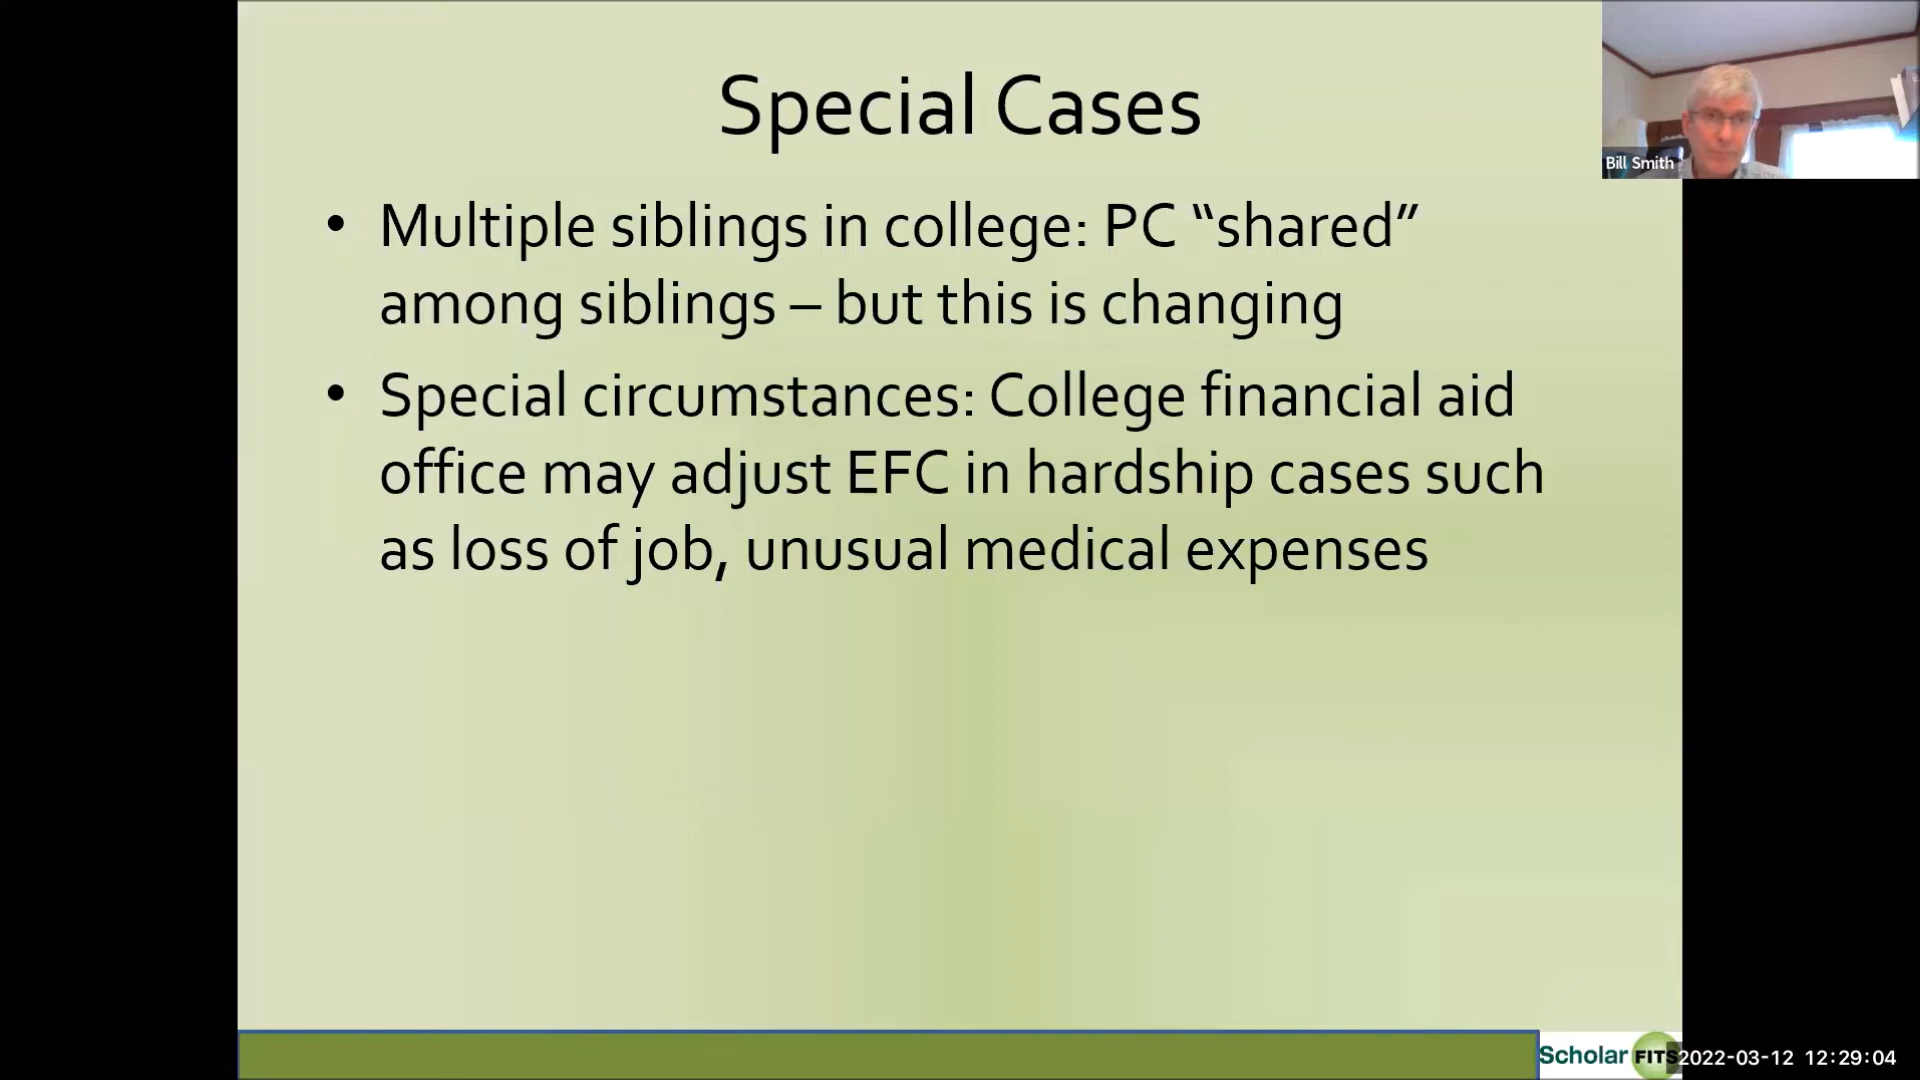 Special Cases
Bill Smith
• Multiple siblings in college: PC “shared”
among siblings – but this is changing
• Special circumstances: College financial aid
office may adjust EFC in hardship cases such
as loss of job, unusual medical expenses
Scholar FITS
2022-03-12 12:29:04